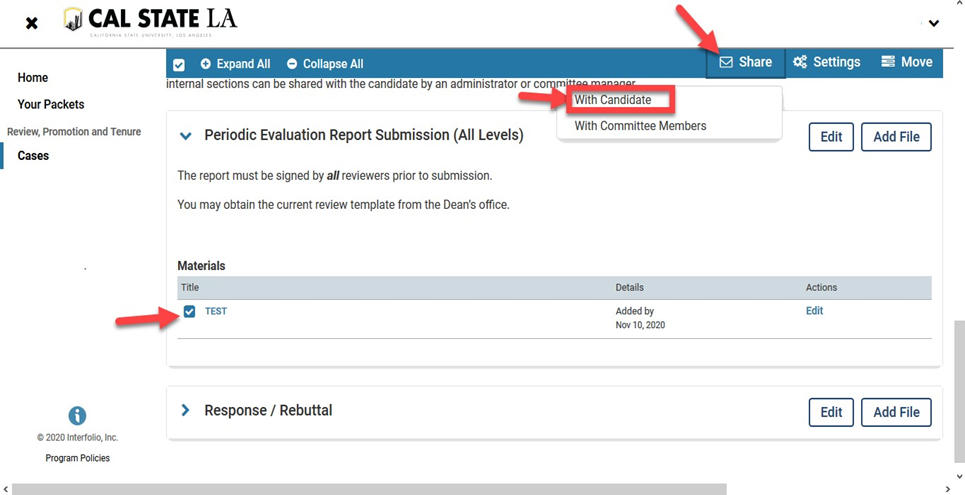 CAL STATE LA
CALIFORNIA STATE UNIVERSITY, LOS ANGELES
Expand All
Collapse All
Share
Settings
Move
Home
Your Packets
Review, Promotion and Tenure
Cases
internal sections can be shared with the candidate by an administrator or committee manager
With Candidate
With Committee Members
Periodic Evaluation Report Submission (All Levels)
Edit
Add File
The report must be signed by all reviewers prior to submission.
You may obtain the current review template from the Dean's office.
Materials
Title
Details
Actions
TEST
Added by
Nov 10, 2020
Edit
Response / Rebuttal
Edit
Add File
© 2020 Interfolio, Inc.
Program Policies